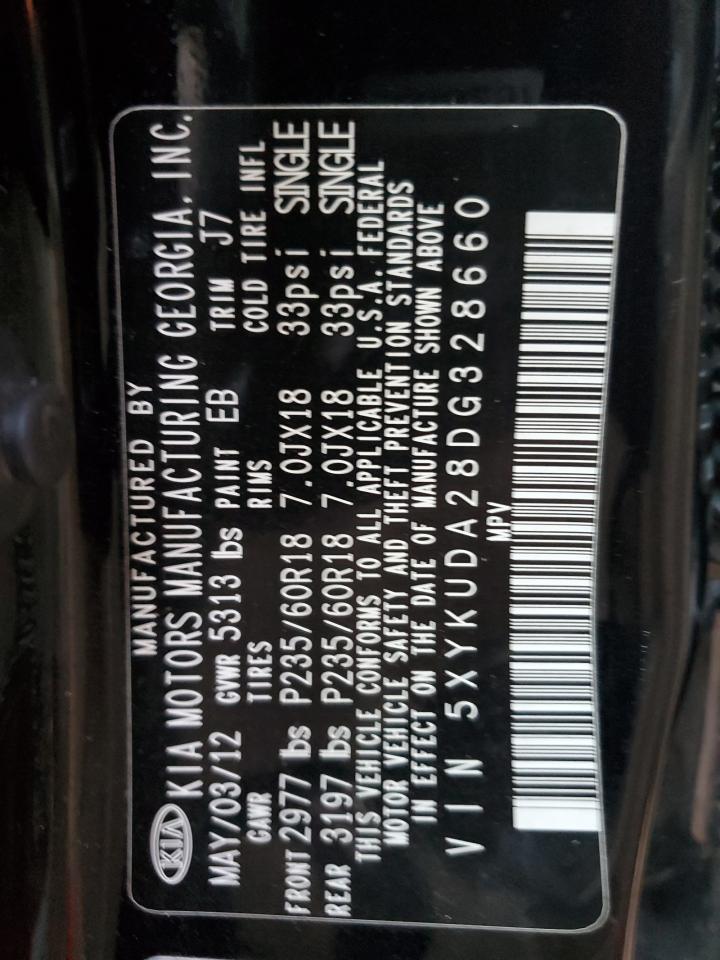 MANUFACTURED BY
KIA KIA MOTORS MANUFACTURING GEORGIA, INC.
MAY/03/12 GVWR 5313 lbs PAINT EB TRIM J7
GAWR TIRES RIMS COLD TIRE INFL
FRONT 2977 lbs P235/60R18 7.0JX18 33psi SINGLE
REAR 3197 lbs P235/60R18 7.0JX18 33psi SINGLE
THIS VEHICLE CONFORMS TO ALL APPLICABLE U.S.A. FEDERAL
MOTOR VEHICLE SAFETY AND THEFT PREVENTION STANDARDS
IN EFFECT ON THE DATE OF MANUFACTURE SHOWN ABOVE
VIN 5XYKUDA28DG328660
MPV